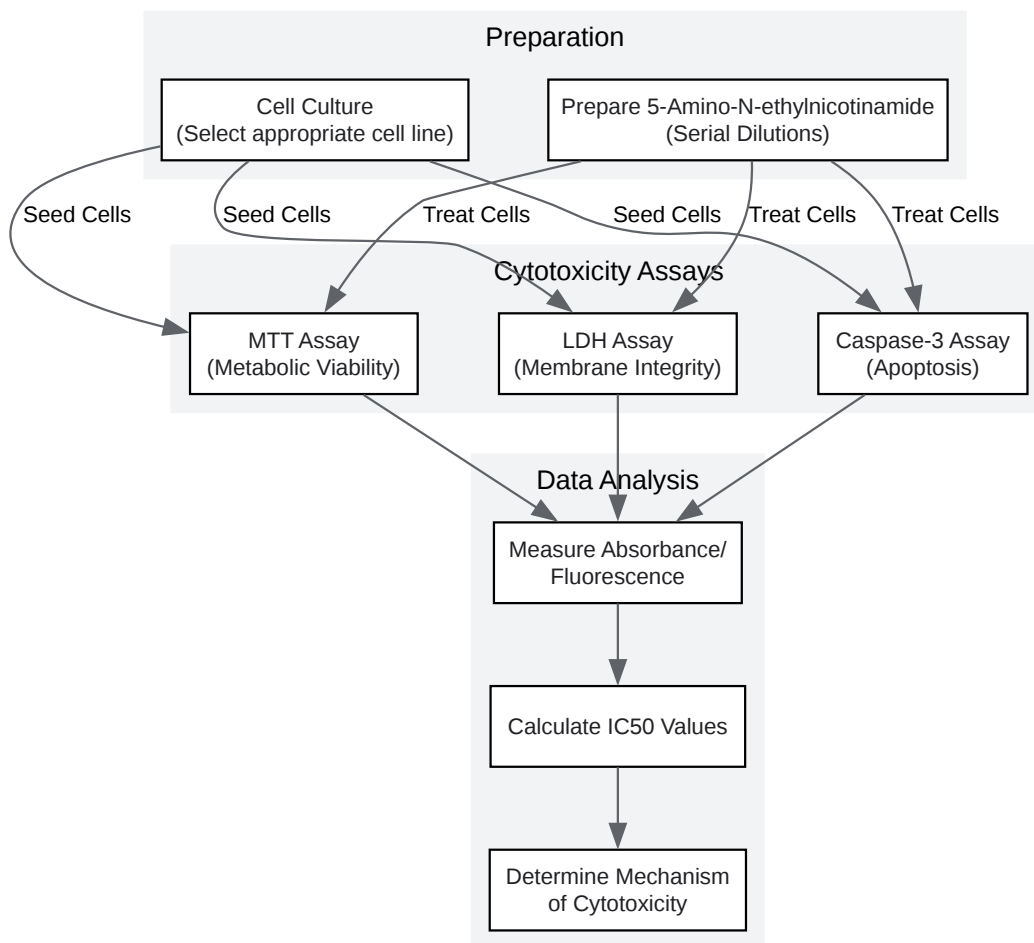 Preparation
Cell Culture
(Select appropriate cell line)
Prepare 5-Amino-N-ethylnicotinamide
(Serial Dilutions)
Seed Cells
Seed Cells
Treat Cells
Seed Cells
Treat Cells
Treat Cells
Cytotoxicity Assays
MTT Assay
(Metabolic Viability)
LDH Assay
(Membrane Integrity)
Caspase-3 Assay
(Apoptosis)
Data Analysis
Measure Absorbance/
Fluorescence
Calculate IC50 Values
Determine Mechanism
of Cytotoxicity